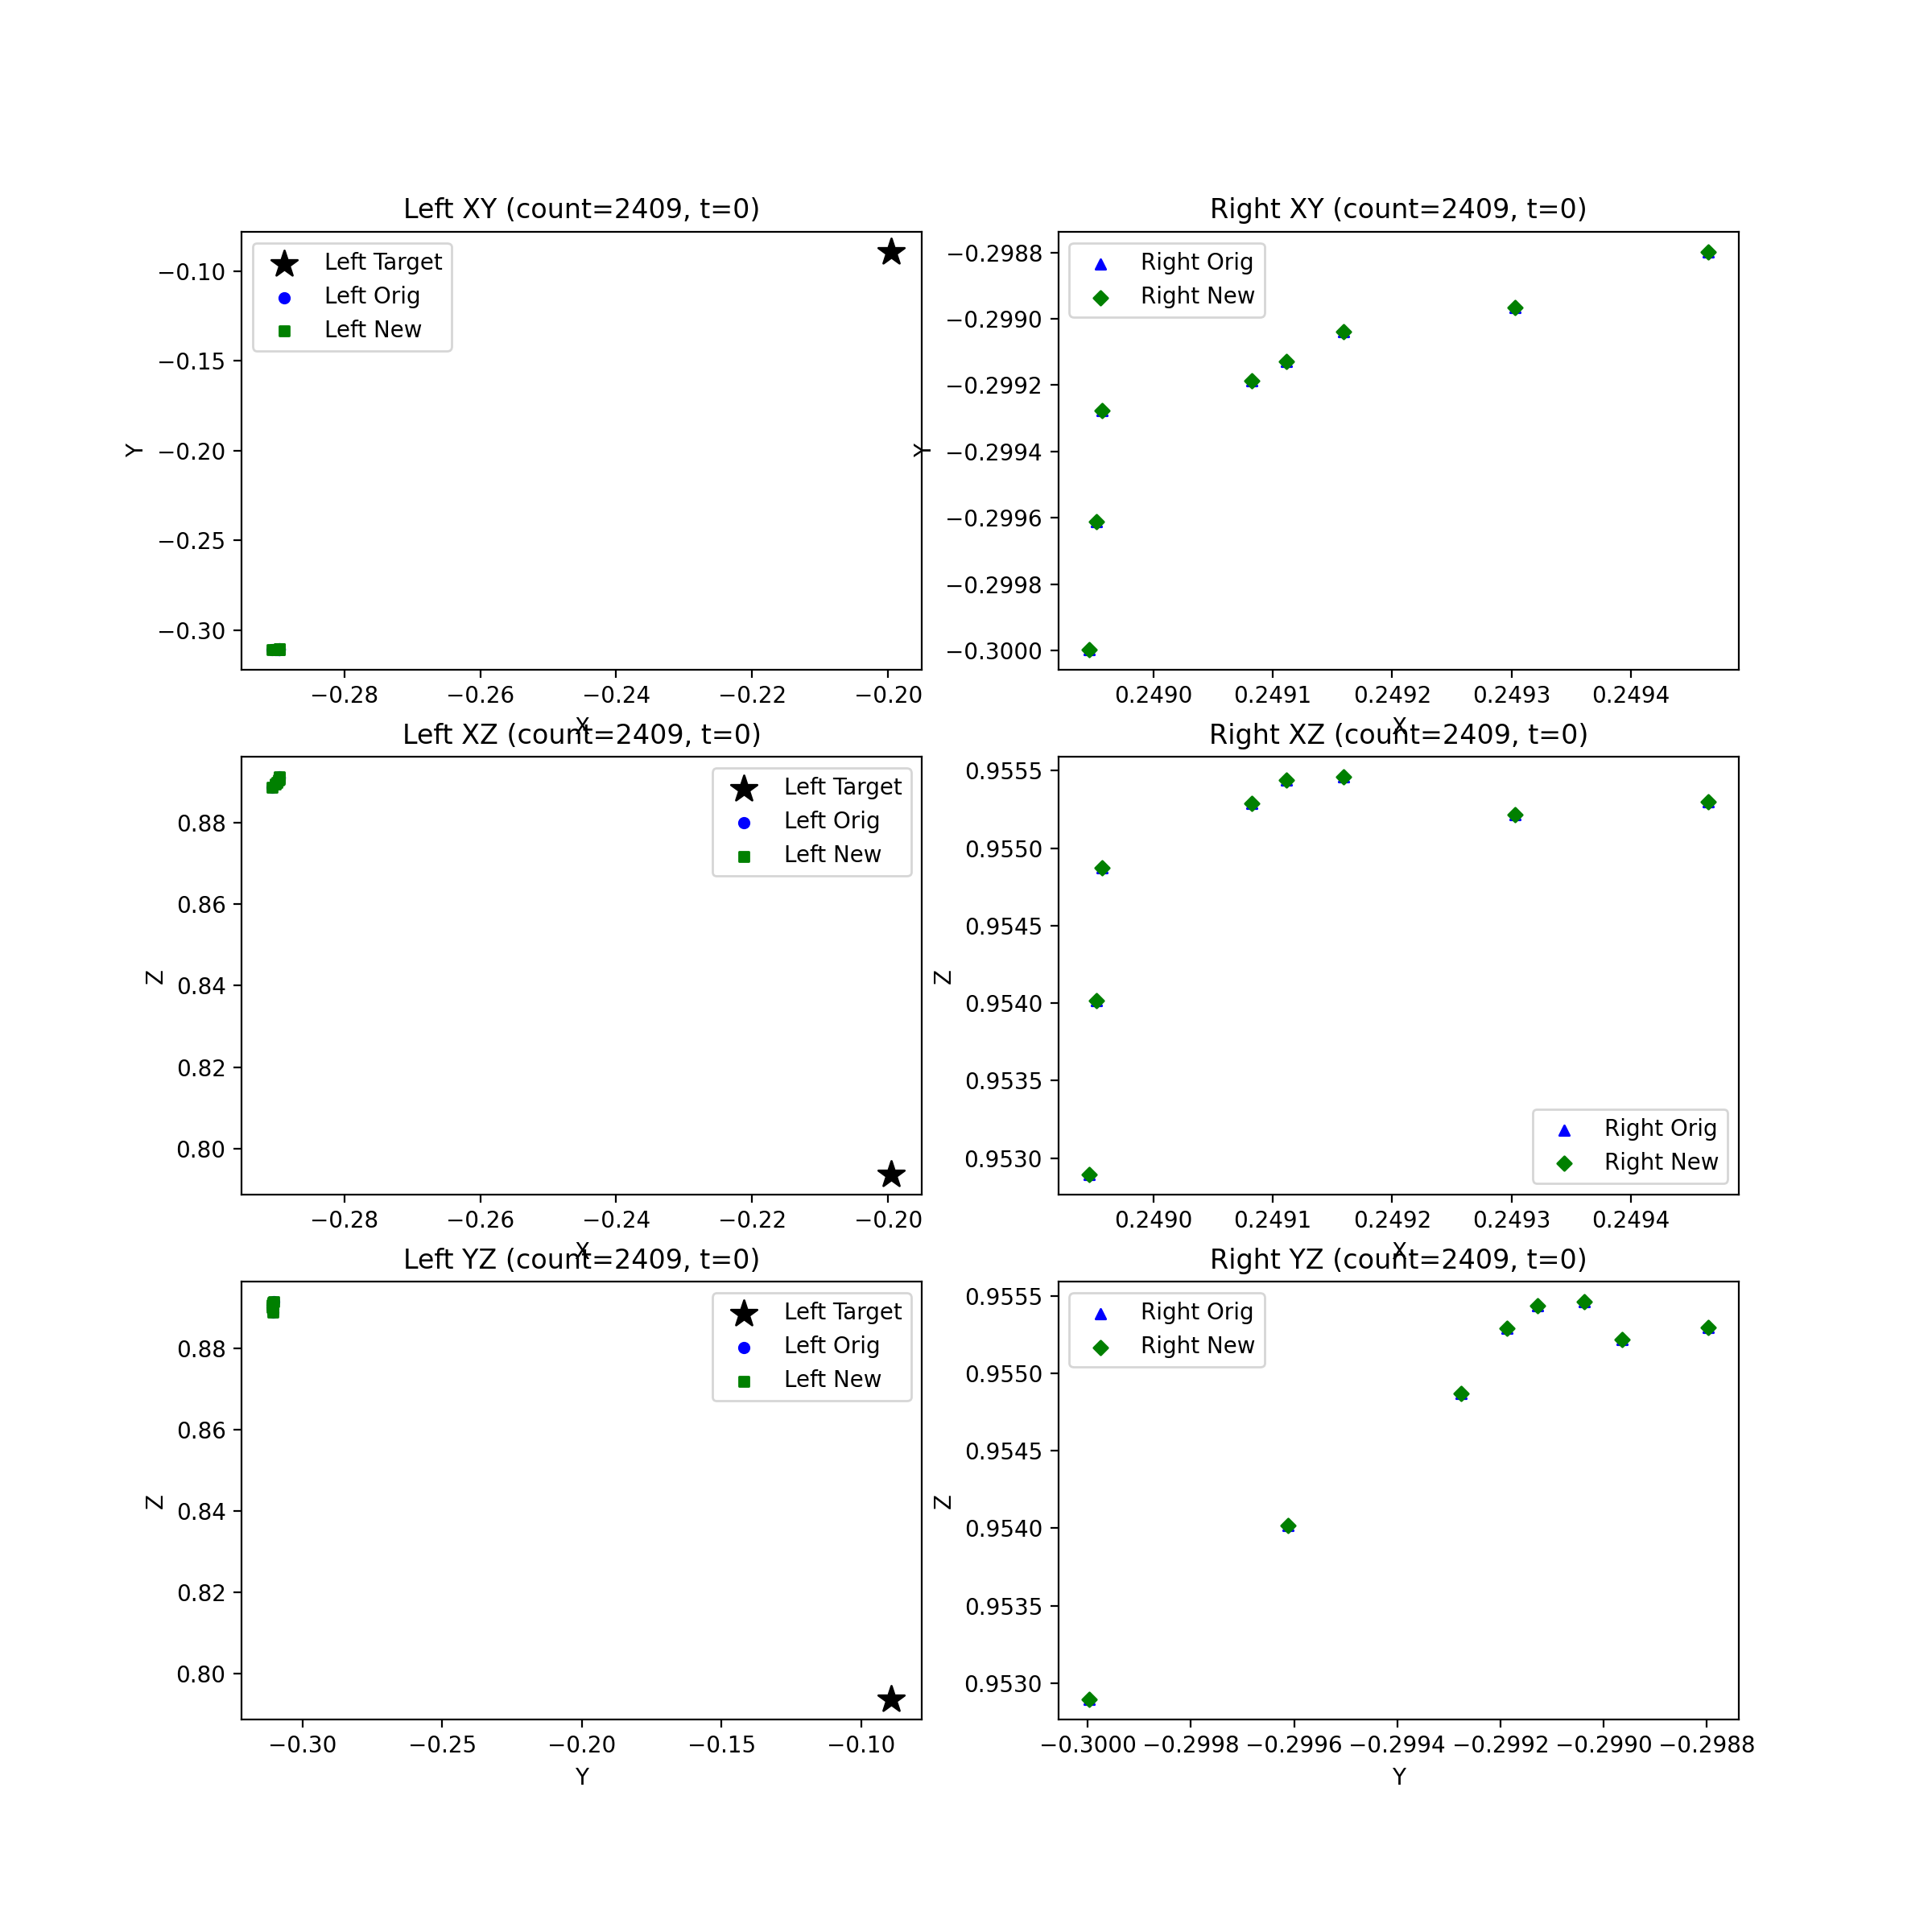 Left XY (count=2409, t=0)
Left Target
Left Orig
Left New
−0.10
−0.15
−0.20
−0.25
−0.30
Y
−0.28 −0.26 −0.24 −0.22 −0.20
X
Right XY (count=2409, t=0)
Right Orig
Right New
−0.2988
−0.2990
−0.2992
−0.2994
−0.2996
−0.2998
−0.3000
Y
0.2490 0.2491 0.2492 0.2493 0.2494
X
Left XZ (count=2409, t=0)
Left Target
Left Orig
Left New
0.88
0.86
0.84
0.82
0.80
Z
−0.28 −0.26 −0.24 −0.22 −0.20
X
Right XZ (count=2409, t=0)
0.9555
0.9550
0.9545
0.9540
0.9535
0.9530
Z
Right Orig
Right New
0.2490 0.2491 0.2492 0.2493 0.2494
X
Left YZ (count=2409, t=0)
Left Target
Left Orig
Left New
0.88
0.86
0.84
0.82
0.80
Z
−0.30 −0.25 −0.20 −0.15 −0.10
Y
Right YZ (count=2409, t=0)
Right Orig
Right New
0.9555
0.9550
0.9545
0.9540
0.9535
0.9530
Z
−0.3000 −0.2998 −0.2996 −0.2994 −0.2992 −0.2990 −0.2988
Y